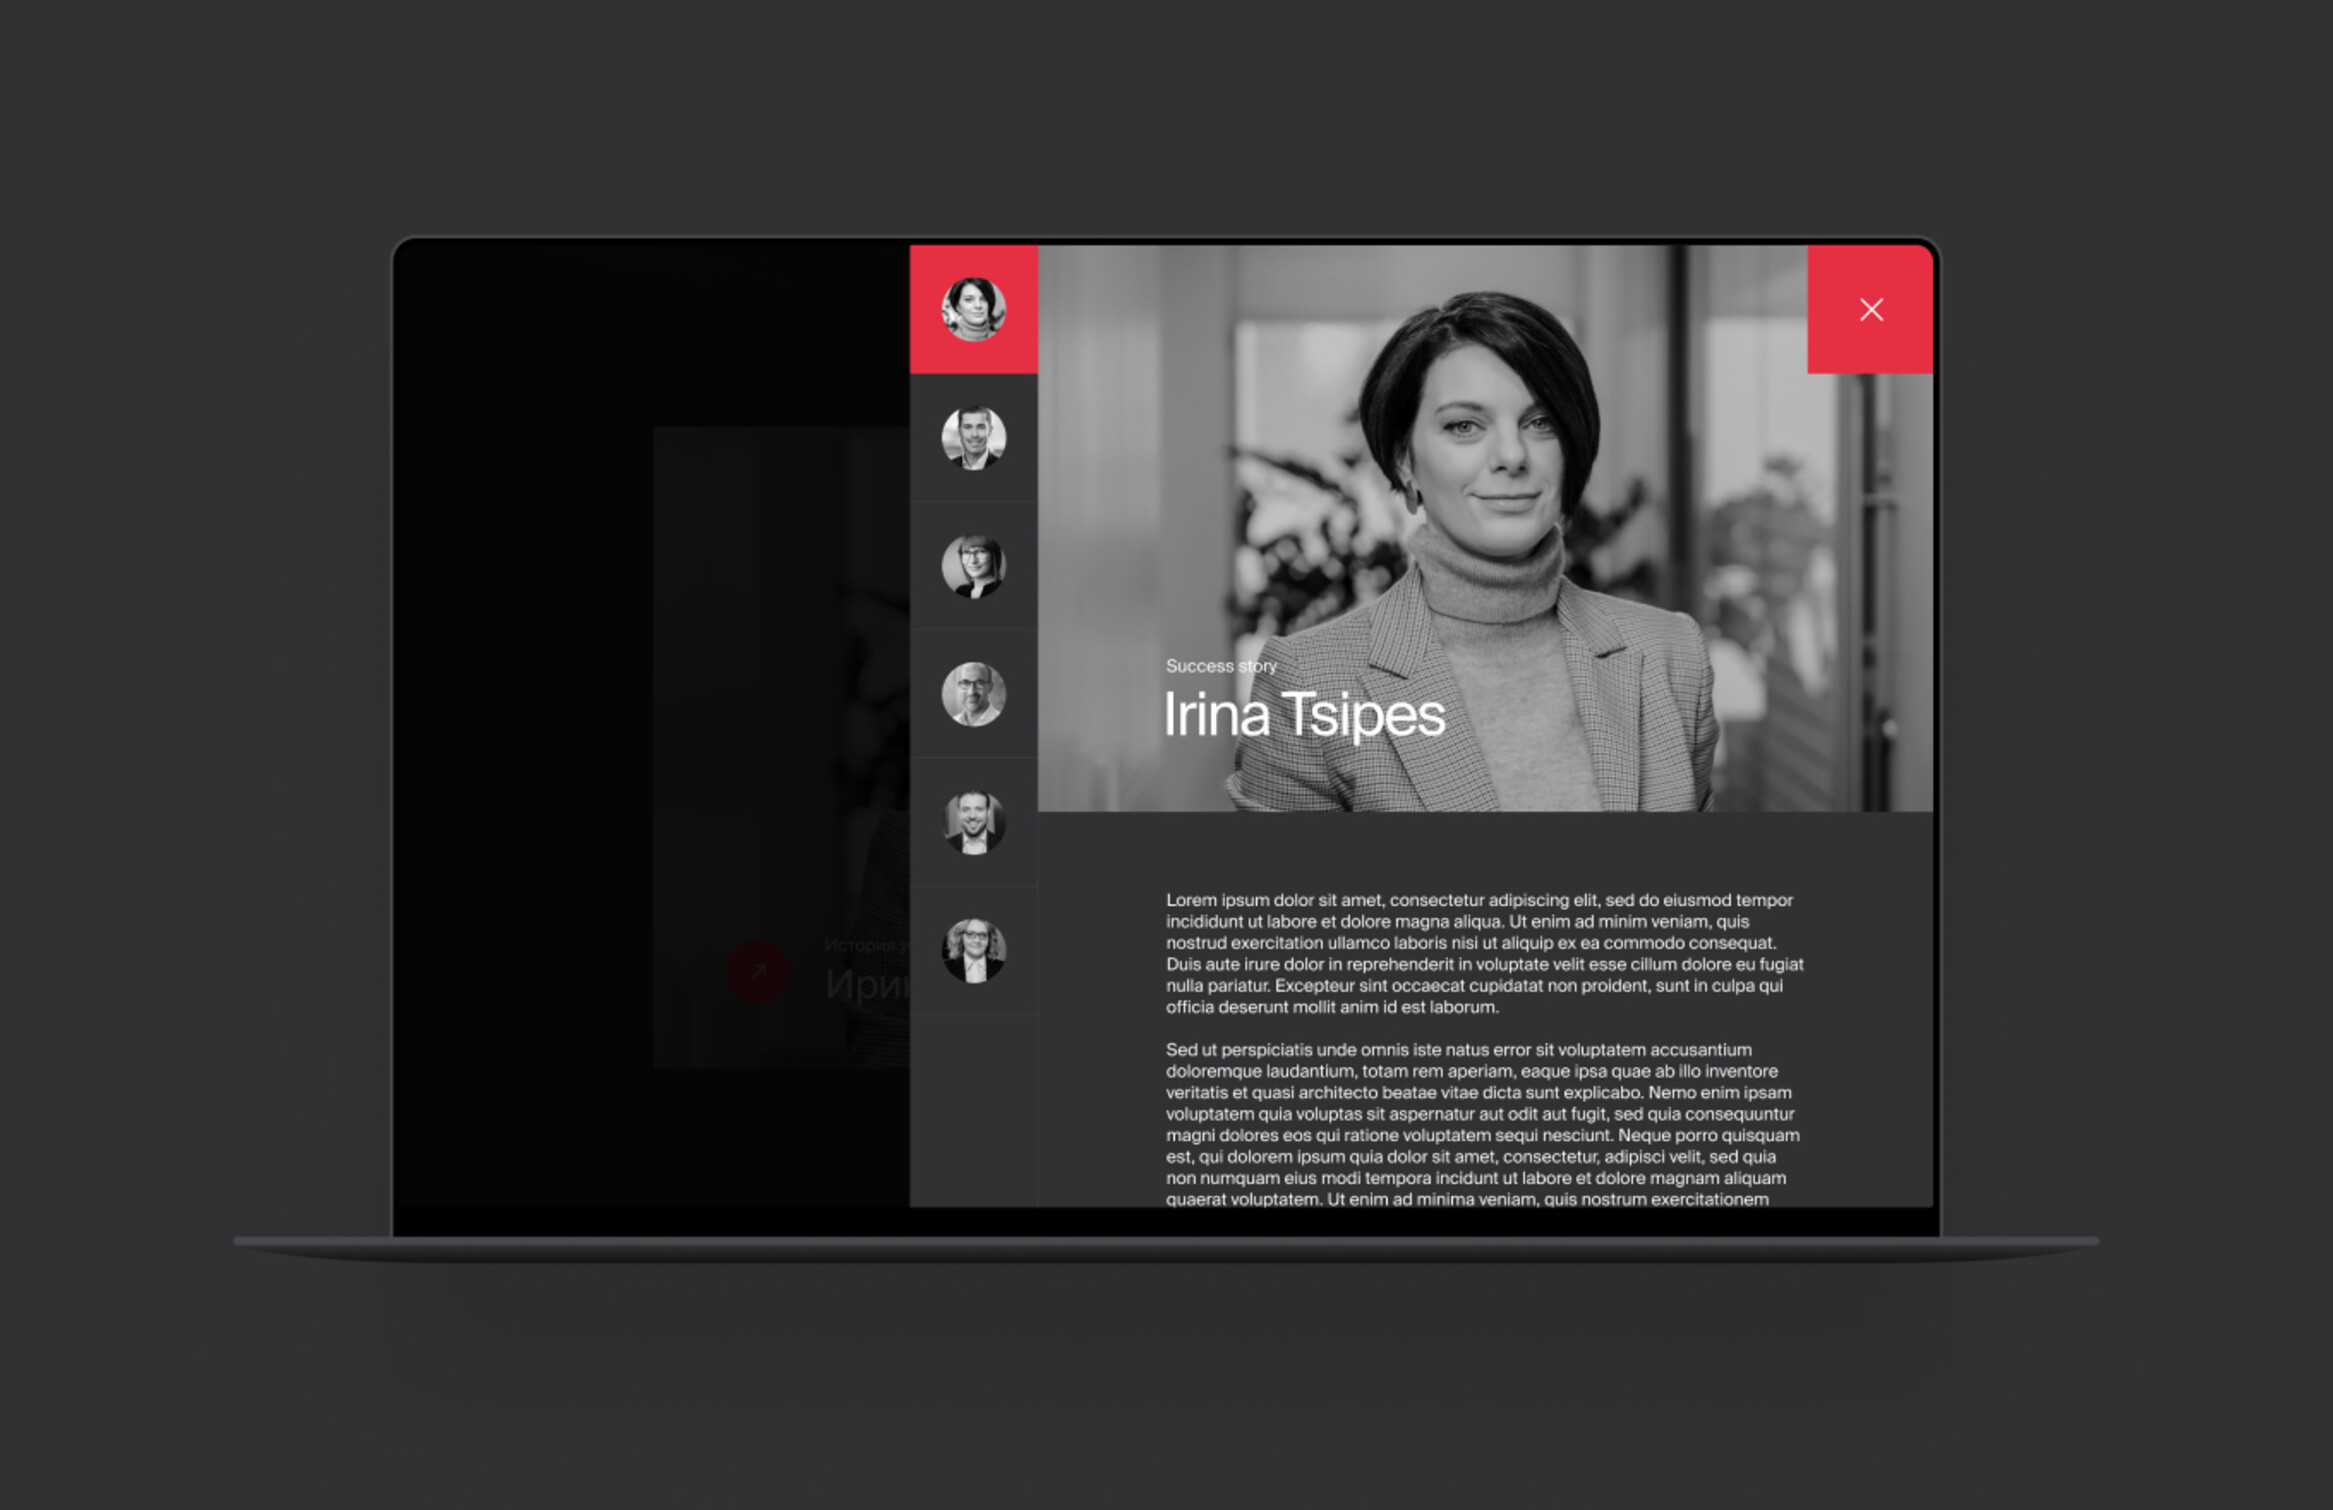 Success story
Irina Tsipes
Lorem ipsum dolor sit amet, consectetur adipiscing elit, sed do eiusmod tempor
incididunt ut labore et dolore magna aliqua. Ut enim ad minim veniam, quis
nostrud exercitation ullamco laboris nisi ut aliquip ex ea commodo consequat.
Duis aute irure dolor in reprehenderit in voluptate velit esse cillum dolore eu fugiat
nulla pariatur. Excepteur sint occaecat cupidatat non proident, sunt in culpa qui
officia deserunt mollit anim id est laborum.
Sed ut perspiciatis unde omnis iste natus error sit voluptatem accusantium
doloremque laudantium, totam rem aperiam, eaque ipsa quae ab illo inventore
veritatis et quasi architecto beatae vitae dicta sunt explicabo. Nemo enim ipsam
voluptatem quia voluptas sit aspernatur aut odit aut fugit, sed quia consequuntur
magni dolores eos qui ratione voluptatem sequi nesciunt. Neque porro quisquam
est, qui dolorem ipsum quia dolor sit amet, consectetur, adipisci velit, sed quia
non numquam eius modi tempora incidunt ut labore et dolore magnam aliquam
quaerat voluptatem. Ut enim ad minima veniam, quis nostrum exercitationem
История